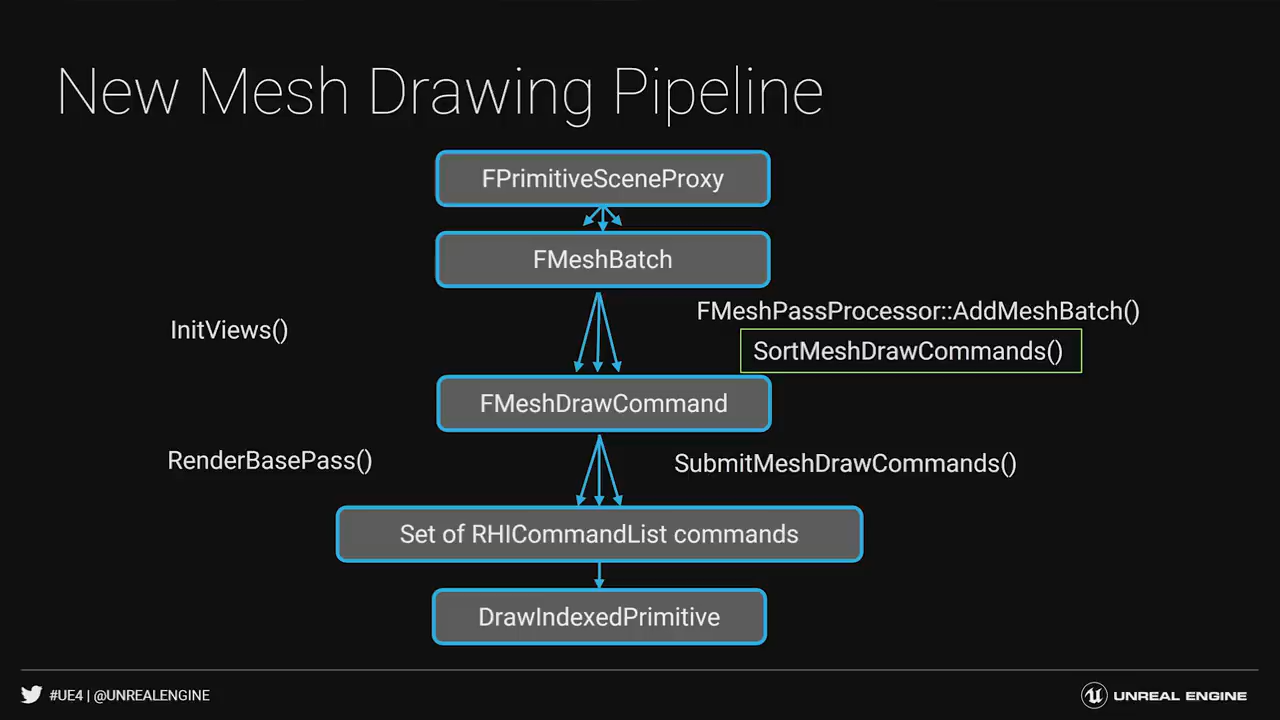 New Mesh Drawing Pipeline
FPrimitiveSceneProxy
FMeshBatch
InitViews()
FMeshPassProcessor::AddMeshBatch()
SortMeshDrawCommands()
FMeshDrawCommand
RenderBasePass()
SubmitMeshDrawCommands()
Set of RHICommandList commands
DrawIndexedPrimitive
#UE4 | @UNREALENGINE
UNREAL ENGINE